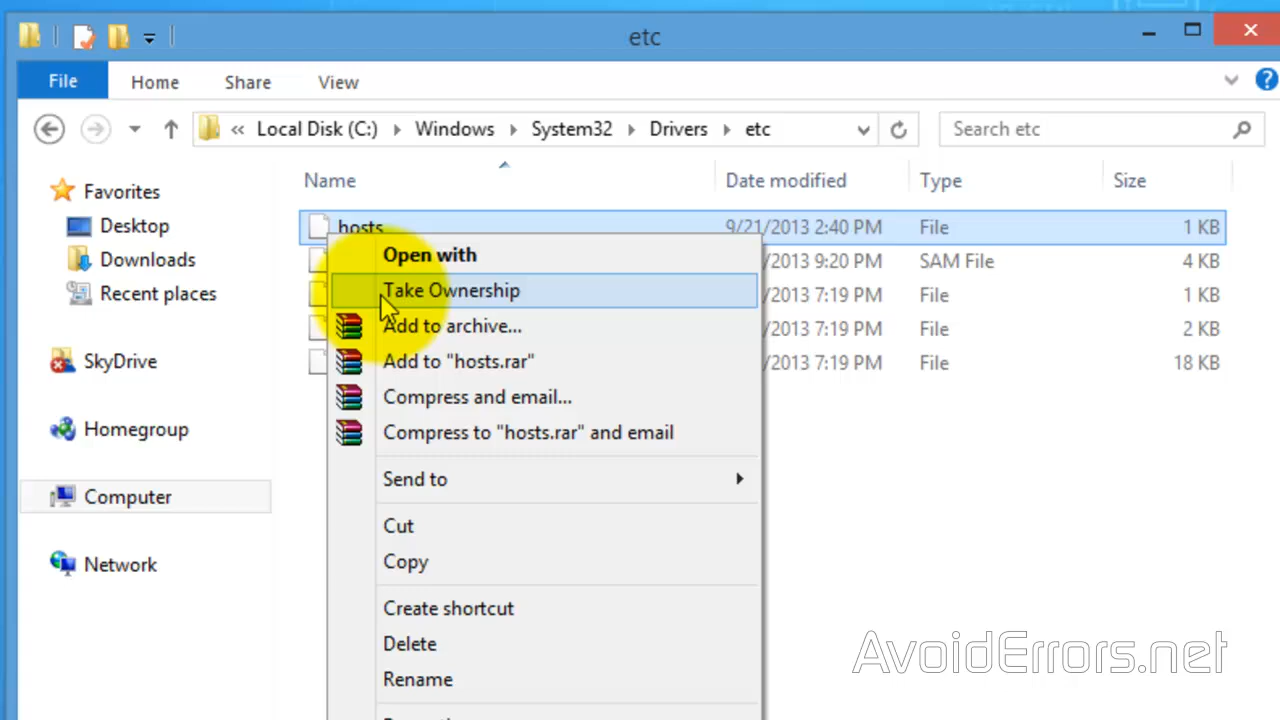 etc
File Home Share View
« Local Disk (C:) Windows System32 Drivers etc Search etc
Name Date modified Type Size
Favorites
Desktop
Downloads
Recent places
SkyDrive
Homegroup
Computer
Network
hosts 9/21/2013 2:40 PM File 1 KB
/2013 9:20 PM SAM File 4 KB
/2013 7:19 PM File 1 KB
/2013 7:19 PM File 2 KB
/2013 7:19 PM File 18 KB
Open with
Take Ownership
Add to archive...
Add to "hosts.rar"
Compress and email...
Compress to "hosts.rar" and email
Send to
Cut
Copy
Create shortcut
Delete
Rename
AvoidErrors.net